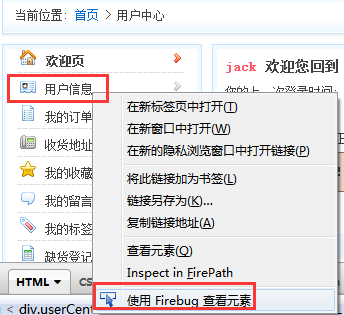 当前位置: 首页 > 用户中心
欢迎页
jack 欢迎您回到
用户信息
您的上一次登录时间:
我的订单
收货地址
我的收藏
我的留言
我的标签
缺货登记
在新标签页中打开(T)
在新窗口中打开(W)
在新的隐私浏览窗口中打开链接(P)
将此链接加为书签(L)
链接另存为(K)...
复制链接地址(A)
查看元素(Q)
Inspect in FirePath
使用 Firebug 查看元素
HTML
CS
< div.userCent